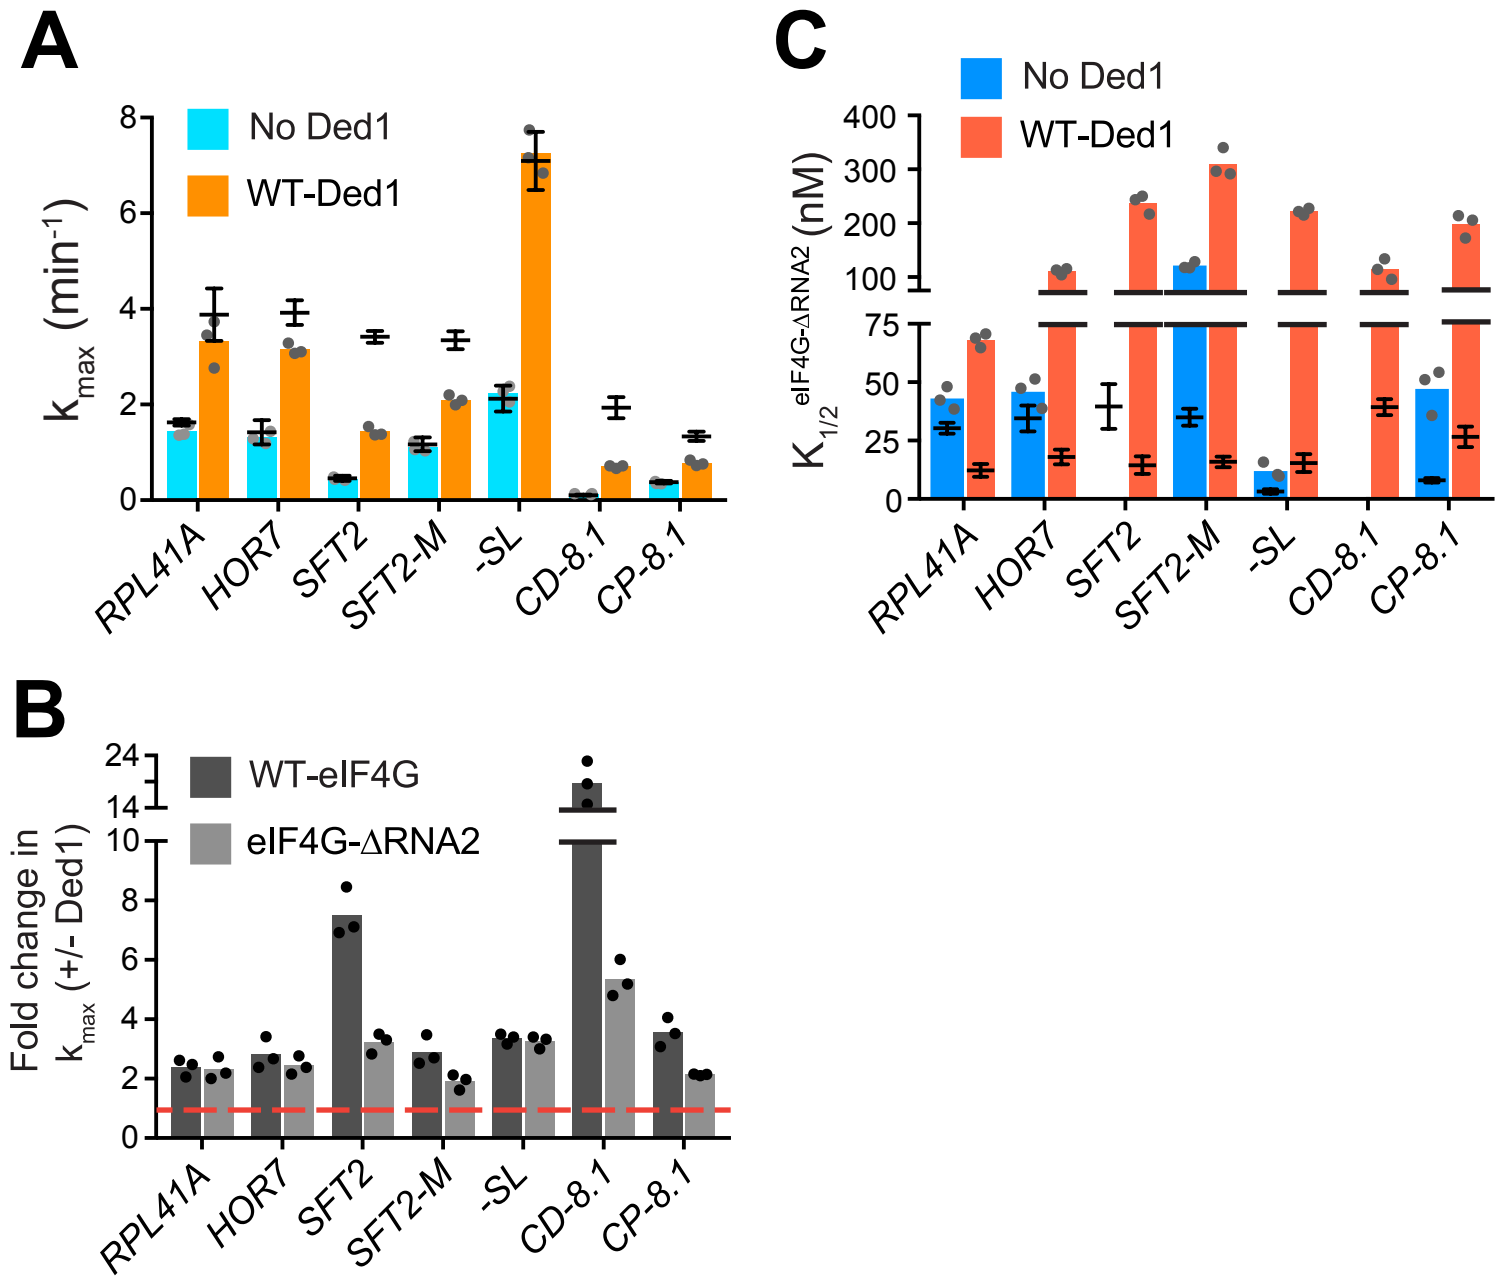 A
No Ded1
WT-Ded1
k_max (min^-1)
8
6
4
2
0
RPL41A
HOR7
SFT2
SFT2-M
-SL
CD-8.1
CP-8.1
C
No Ded1
WT-Ded1
K_1/2^eIF4G-ΔRNA2 (nM)
400
300
200
100
75
50
25
0
RPL41A
HOR7
SFT2
SFT2-M
-SL
CD-8.1
CP-8.1
B
WT-eIF4G
eIF4G-ΔRNA2
Fold change in
k_max (+/- Ded1)
24
14
10
8
6
4
2
0
RPL41A
HOR7
SFT2
SFT2-M
-SL
CD-8.1
CP-8.1